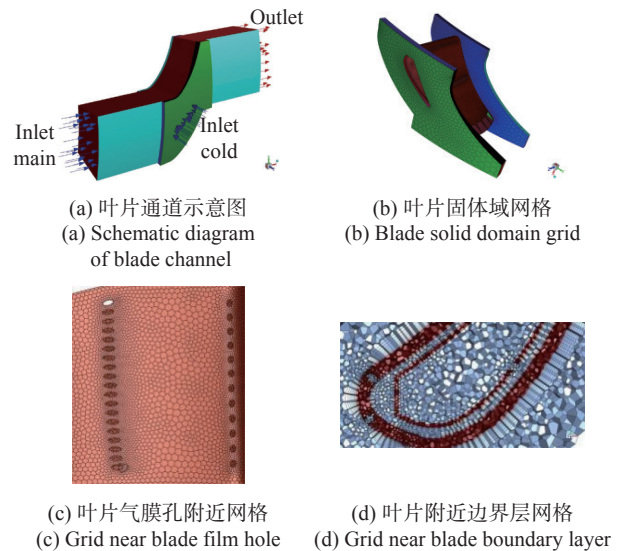 Outlet
Inlet
main
Inlet
cold
(a) 叶片通道示意图
(a) Schematic diagram
of blade channel
(b) 叶片固体域网格
(b) Blade solid domain grid
(c) 叶片气膜孔附近网格
(c) Grid near blade film hole
(d) 叶片附近边界层网格
(d) Grid near blade boundary layer